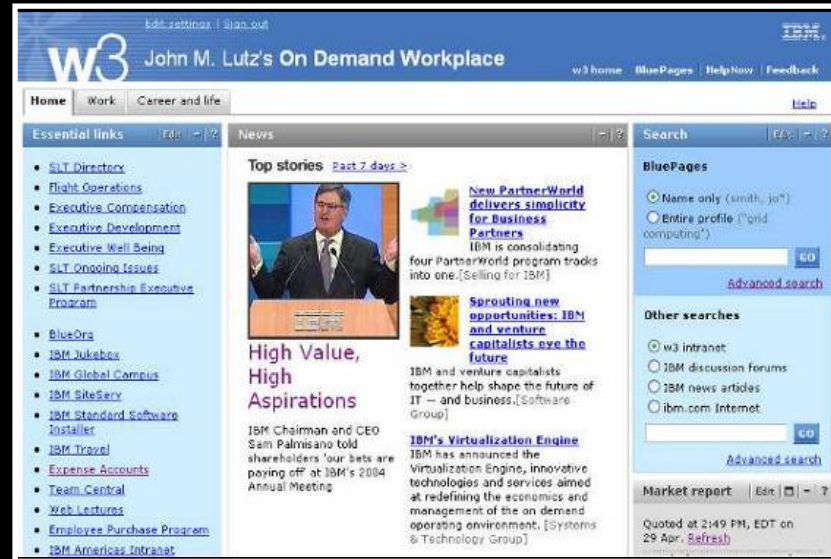 Edit settings | Sign out
IBM.
w3 John M. Lutz's On Demand Workplace
w3 home BluePages HelpNow Feedback
Home Work Career and life
Help
Essential links Edit - ?
SLT Directory
Flight Operations
Executive Compensation
Executive Development
Executive Well Being
SLT Ongoing Issues
SLT Partnership Executive
Program
BlueOrg
IBM Jukebox
IBM Global Campus
IBM SiteServ
IBM Standard Software
Installer
IBM Travel
Expense Accounts
Team Central
Web Lectures
Employee Purchase Program
IBM Americas Intranet
News - ?
Top stories Past 7 days >
IBM
High Value,
High
Aspirations
IBM Chairman and CEO
Sam Palmisano told
shareholders 'our bets are
paying off' at IBM's 2004
Annual Meeting
New PartnerWorld
delivers simplicity
for Business
Partners
IBM is consolidating
four PartnerWorld program tracks
into one.[Selling for IBM]
Sprouting new
opportunities: IBM
and venture
capitalists eye the
future
IBM and venture capitalists
together help shape the future of
IT — and business.[Software
Group]
IBM's Virtualization Engine
IBM has announced the
Virtualization Engine, innovative
technologies and services aimed
at redefining the economics and
management of the on demand
operating environment. [Systems
& Technology Group]
Search Edit - ?
BluePages
Name only (smith, jo*)
Entire profile ("grid
computing")
GO
Advanced search
Other searches
w3 intranet
IBM discussion forums
IBM news articles
ibm.com Internet
GO
Advanced search
Market report Edit - ?
Quoted at 2:49 PM, EDT on
29 Apr. Refresh